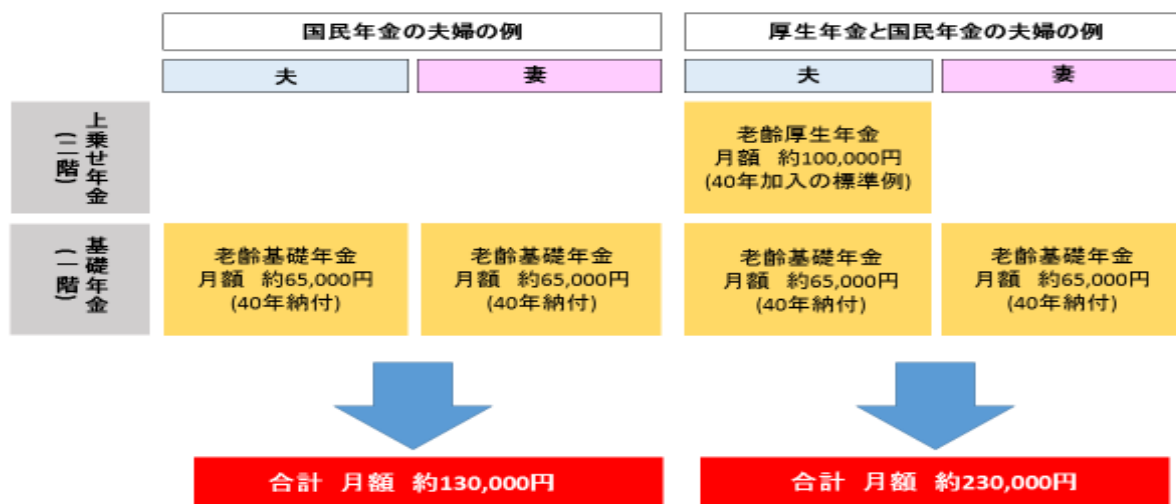 国民年金の夫婦の例
厚生年金と国民年金の夫婦の例
夫
妻
夫
妻
上乗せ年金
(二階)
老齢厚生年金
月額 約100,000円
(40年加入の標準例)
基礎年金
(一階)
老齢基礎年金
月額 約65,000円
(40年納付)
老齢基礎年金
月額 約65,000円
(40年納付)
老齢基礎年金
月額 約65,000円
(40年納付)
老齢基礎年金
月額 約65,000円
(40年納付)
合計 月額 約130,000円
合計 月額 約230,000円